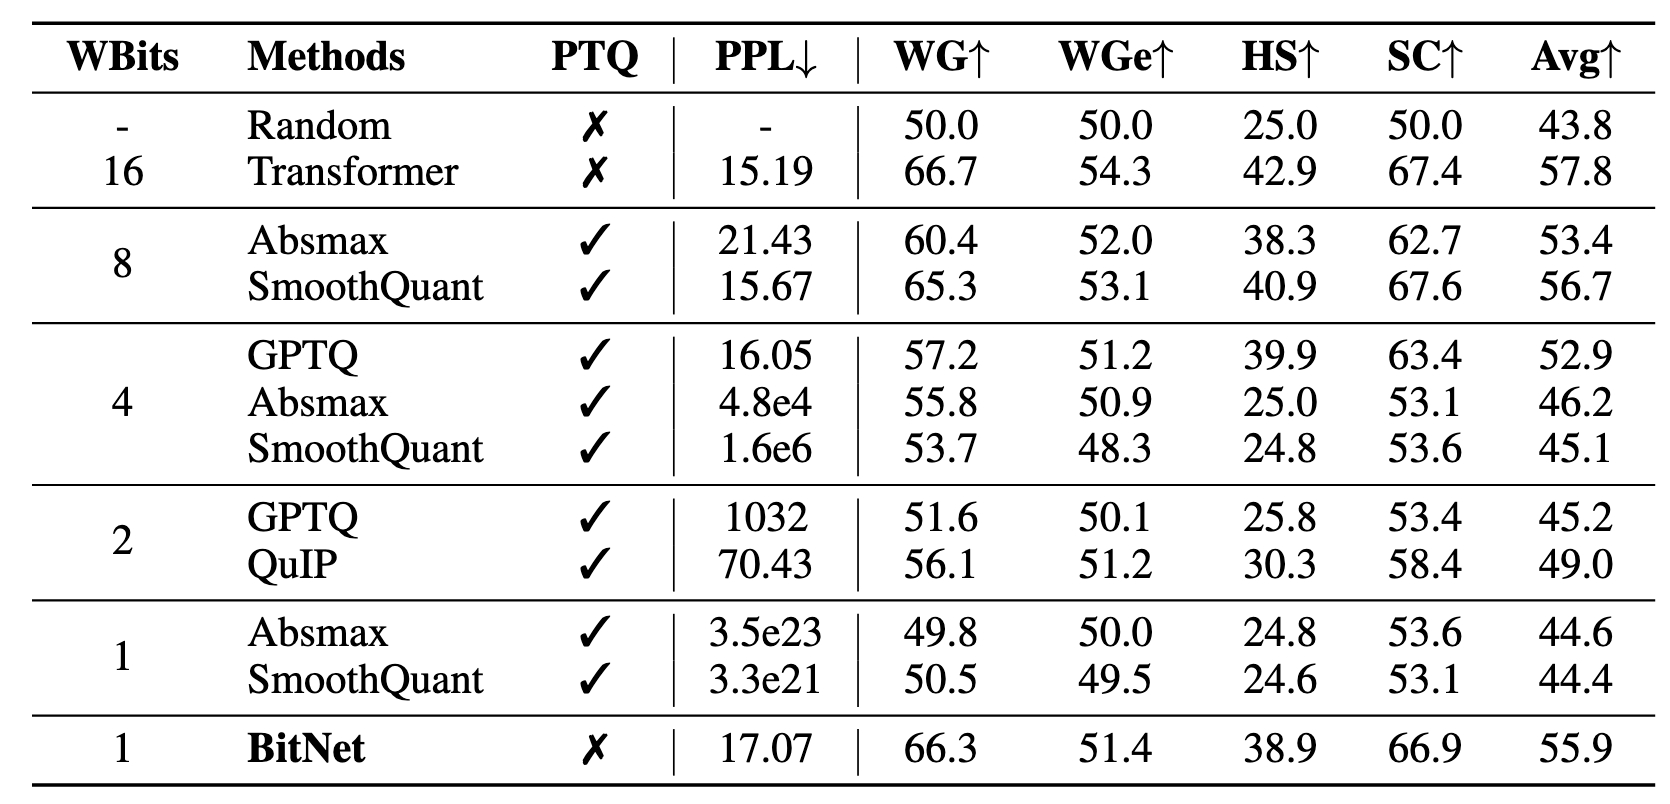 WBits Methods PTQ PPL↓ WG↑ WGe↑ HS↑ SC↑ Avg↑
- Random ✗ - 50.0 50.0 25.0 50.0 43.8
16 Transformer ✗ 15.19 66.7 54.3 42.9 67.4 57.8
8
Absmax ✓ 21.43 60.4 52.0 38.3 62.7 53.4
SmoothQuant ✓ 15.67 65.3 53.1 40.9 67.6 56.7
4
GPTQ ✓ 16.05 57.2 51.2 39.9 63.4 52.9
Absmax ✓ 4.8e4 55.8 50.9 25.0 53.1 46.2
SmoothQuant ✓ 1.6e6 53.7 48.3 24.8 53.6 45.1
2
GPTQ ✓ 1032 51.6 50.1 25.8 53.4 45.2
QuIP ✓ 70.43 56.1 51.2 30.3 58.4 49.0
1
Absmax ✓ 3.5e23 49.8 50.0 24.8 53.6 44.6
SmoothQuant ✓ 3.3e21 50.5 49.5 24.6 53.1 44.4
1 BitNet ✗ 17.07 66.3 51.4 38.9 66.9 55.9